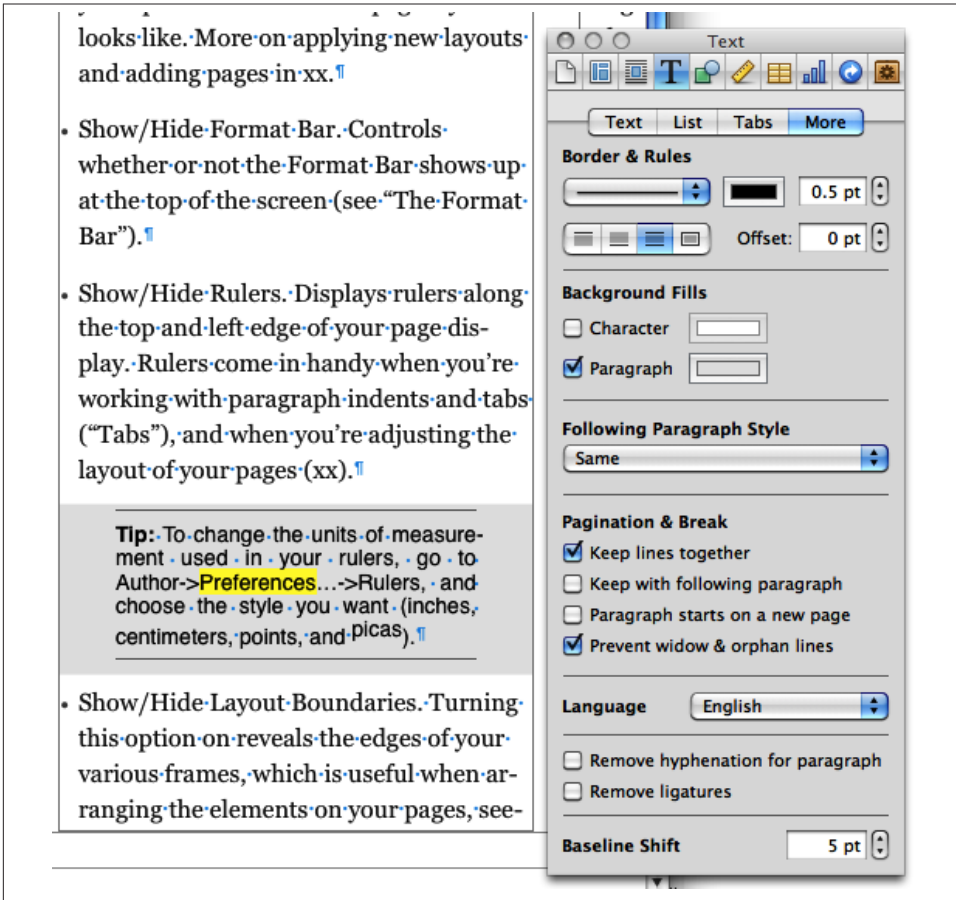 looks like. More on applying new layouts
and adding pages in xx.¶
• Show/Hide Format Bar. Controls
whether or not the Format Bar shows up
at the top of the screen (see “The Format
Bar”).¶
• Show/Hide Rulers. Displays rulers along
the top and left edge of your page dis-
play. Rulers come in handy when you’re
working with paragraph indents and tabs
(“Tabs”), and when you’re adjusting the
layout of your pages (xx).¶
Tip: To change the units of measure-
ment used in your rulers, go to
Author->Preferences…->Rulers, and
choose the style you want (inches,
centimeters, points, and picas).¶
• Show/Hide Layout Boundaries. Turning
this option on reveals the edges of your
various frames, which is useful when ar-
ranging the elements on your pages, see-
Text
T
Text List Tabs More
Border & Rules
0.5 pt
Offset: 0 pt
Background Fills
Character
Paragraph
Following Paragraph Style
Same
Pagination & Break
Keep lines together
Keep with following paragraph
Paragraph starts on a new page
Prevent widow & orphan lines
Language English
Remove hyphenation for paragraph
Remove ligatures
Baseline Shift 5 pt